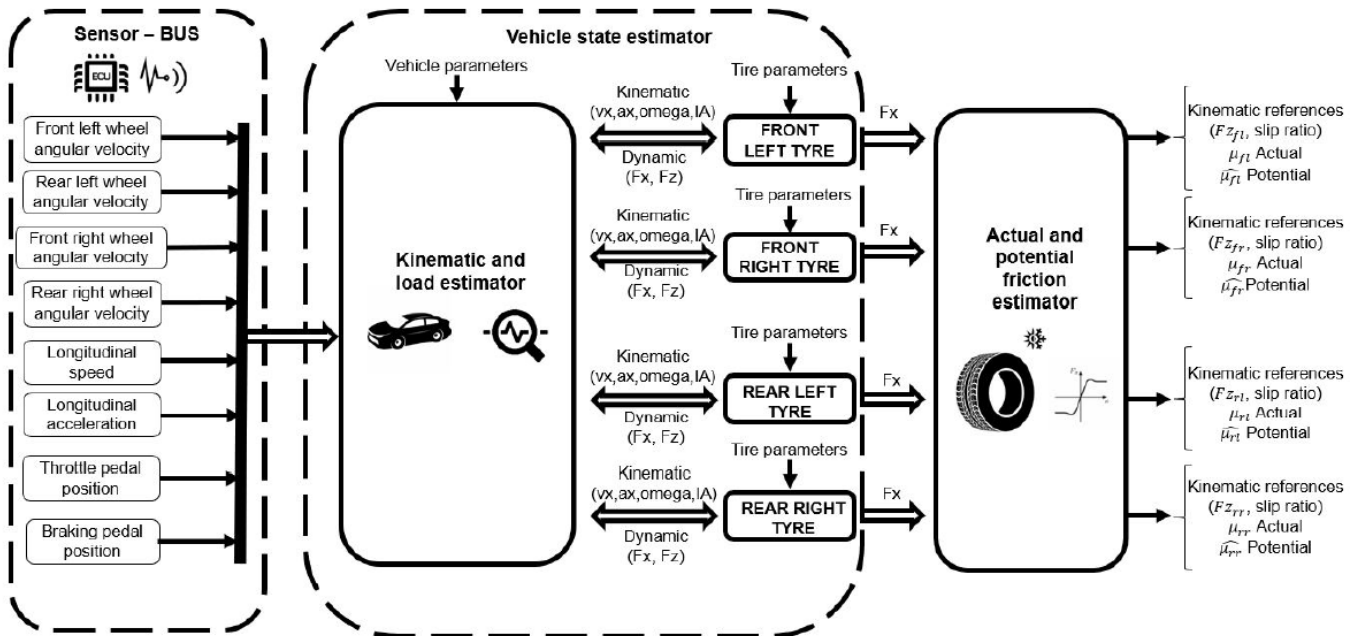 Sensor – BUS
ECU
Front left wheel
angular velocity
Rear left wheel
angular velocity
Front right wheel
angular velocity
Rear right wheel
angular velocity
Longitudinal
speed
Longitudinal
acceleration
Throttle pedal
position
Braking pedal
position
Vehicle state estimator
Vehicle parameters
Kinematic and
load estimator
Kinematic
(vx,ax,omega,IA)
Dynamic
(Fx, Fz)
Tire parameters
FRONT
LEFT TYRE
Fx
Kinematic
(vx,ax,omega,IA)
Dynamic
(Fx, Fz)
Tire parameters
FRONT
RIGHT TYRE
Fx
Kinematic
(vx,ax,omega,IA)
Dynamic
(Fx, Fz)
Tire parameters
REAR LEFT
TYRE
Fx
Kinematic
(vx,ax,omega,IA)
Dynamic
(Fx, Fz)
Tire parameters
REAR RIGHT
TYRE
Fx
Actual and
potential
friction
estimator
Kinematic references
(Fz_fl, slip ratio)
μ_fl Actual
μ̂_fl Potential
Kinematic references
(Fz_fr, slip ratio)
μ_fr Actual
μ̂_fr Potential
Kinematic references
(Fz_rl, slip ratio)
μ_rl Actual
μ̂_rl Potential
Kinematic references
(Fz_rr, slip ratio)
μ_rr Actual
μ̂_rr Potential